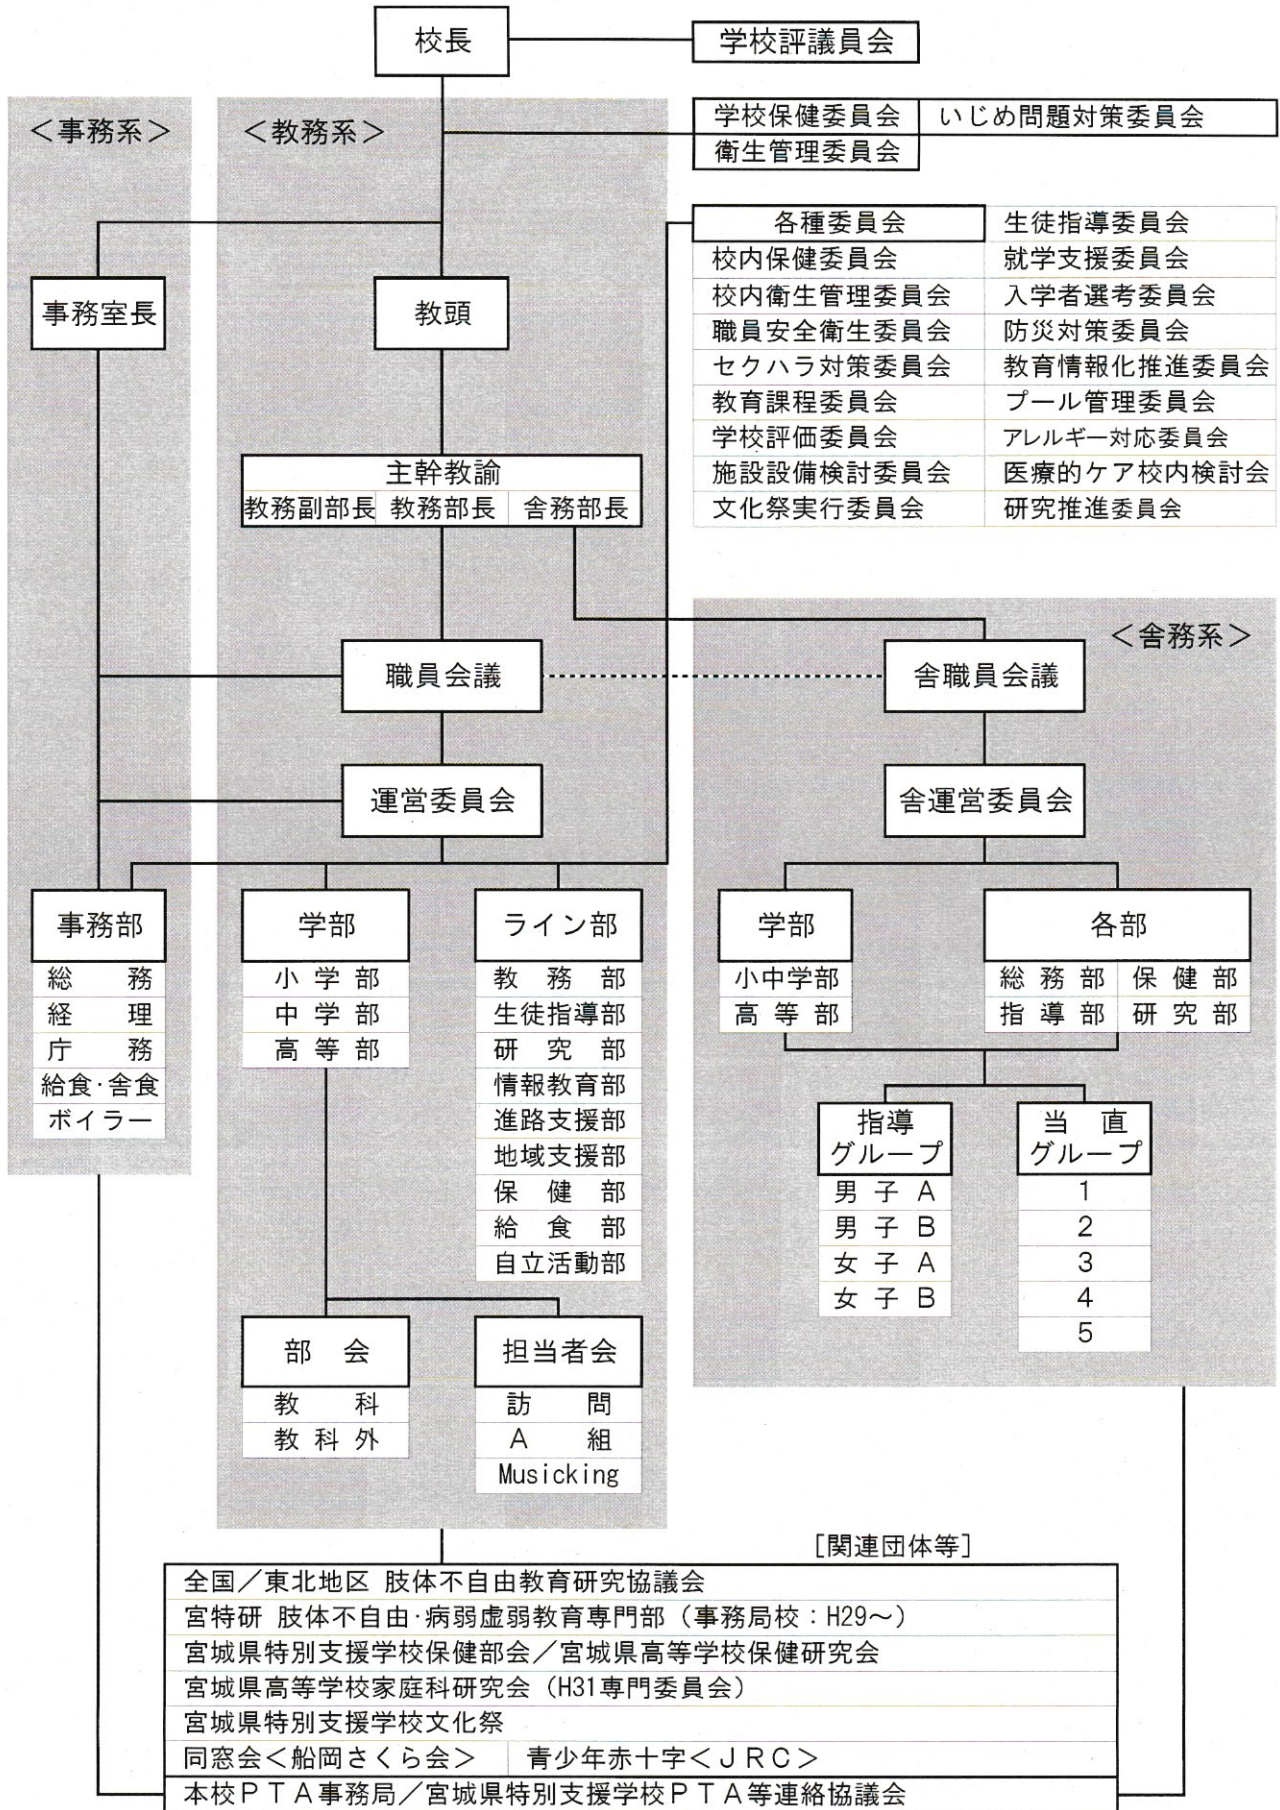 校長
学校評議員会
＜事務系＞
＜教務系＞
学校保健委員会 いじめ問題対策委員会
衛生管理委員会
各種委員会 生徒指導委員会
校内保健委員会 就学支援委員会
校内衛生管理委員会 入学者選考委員会
職員安全衛生委員会 防災対策委員会
セクハラ対策委員会 教育情報化推進委員会
教育課程委員会 プール管理委員会
学校評価委員会 アレルギー対応委員会
施設設備検討委員会 医療的ケア校内検討会
文化祭実行委員会 研究推進委員会
事務室長
教頭
主幹教諭
教務副部長 教務部長 舎務部長
＜舎務系＞
職員会議
舎職員会議
運営委員会
舎運営委員会
事務部
総務
経理
庁務
給食・舎食
ボイラー
学部
小学部
中学部
高等部
ライン部
教務部
生徒指導部
研究部
情報教育部
進路支援部
地域支援部
保健部
給食部
自立活動部
学部
小中学部
高等部
各部
総務部 保健部
指導部 研究部
指導
グループ
男子A
男子B
女子A
女子B
当直
グループ
1
2
3
4
5
部会
教科
教科外
担当者会
訪問
A組
Musicking
［関連団体等］
全国／東北地区 肢体不自由教育研究協議会
宮特研 肢体不自由・病弱虚弱教育専門部（事務局校：H29～）
宮城県特別支援学校保健部会／宮城県高等学校保健研究会
宮城県高等学校家庭科研究会（H31専門委員会）
宮城県特別支援学校文化祭
同窓会＜船岡さくら会＞ 青少年赤十字＜ＪＲＣ＞
本校ＰＴＡ事務局／宮城県特別支援学校ＰＴＡ等連絡協議会